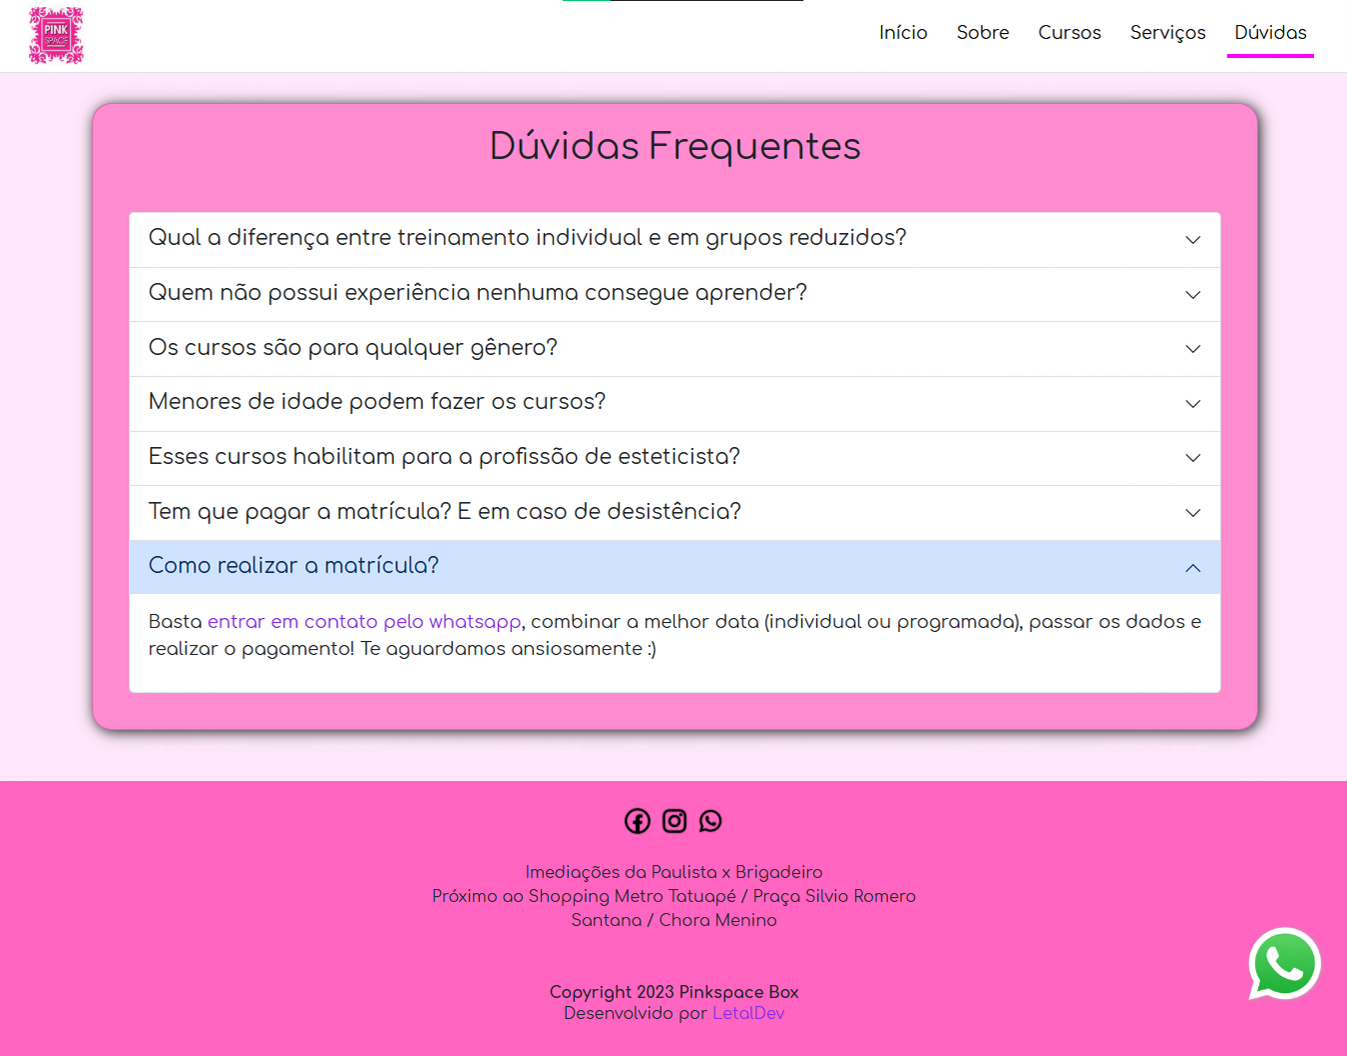 PINK
SPACE
Início Sobre Cursos Serviços Dúvidas
Dúvidas Frequentes
Qual a diferença entre treinamento individual e em grupos reduzidos?
Quem não possui experiência nenhuma consegue aprender?
Os cursos são para qualquer gênero?
Menores de idade podem fazer os cursos?
Esses cursos habilitam para a profissão de esteticista?
Tem que pagar a matrícula? E em caso de desistência?
Como realizar a matrícula?
Basta entrar em contato pelo whatsapp, combinar a melhor data (individual ou programada), passar os dados e
realizar o pagamento! Te aguardamos ansiosamente :)
Imediações da Paulista x Brigadeiro
Próximo ao Shopping Metro Tatuapé / Praça Silvio Romero
Santana / Chora Menino
Copyright 2023 Pinkspace Box
Desenvolvido por LetalDev